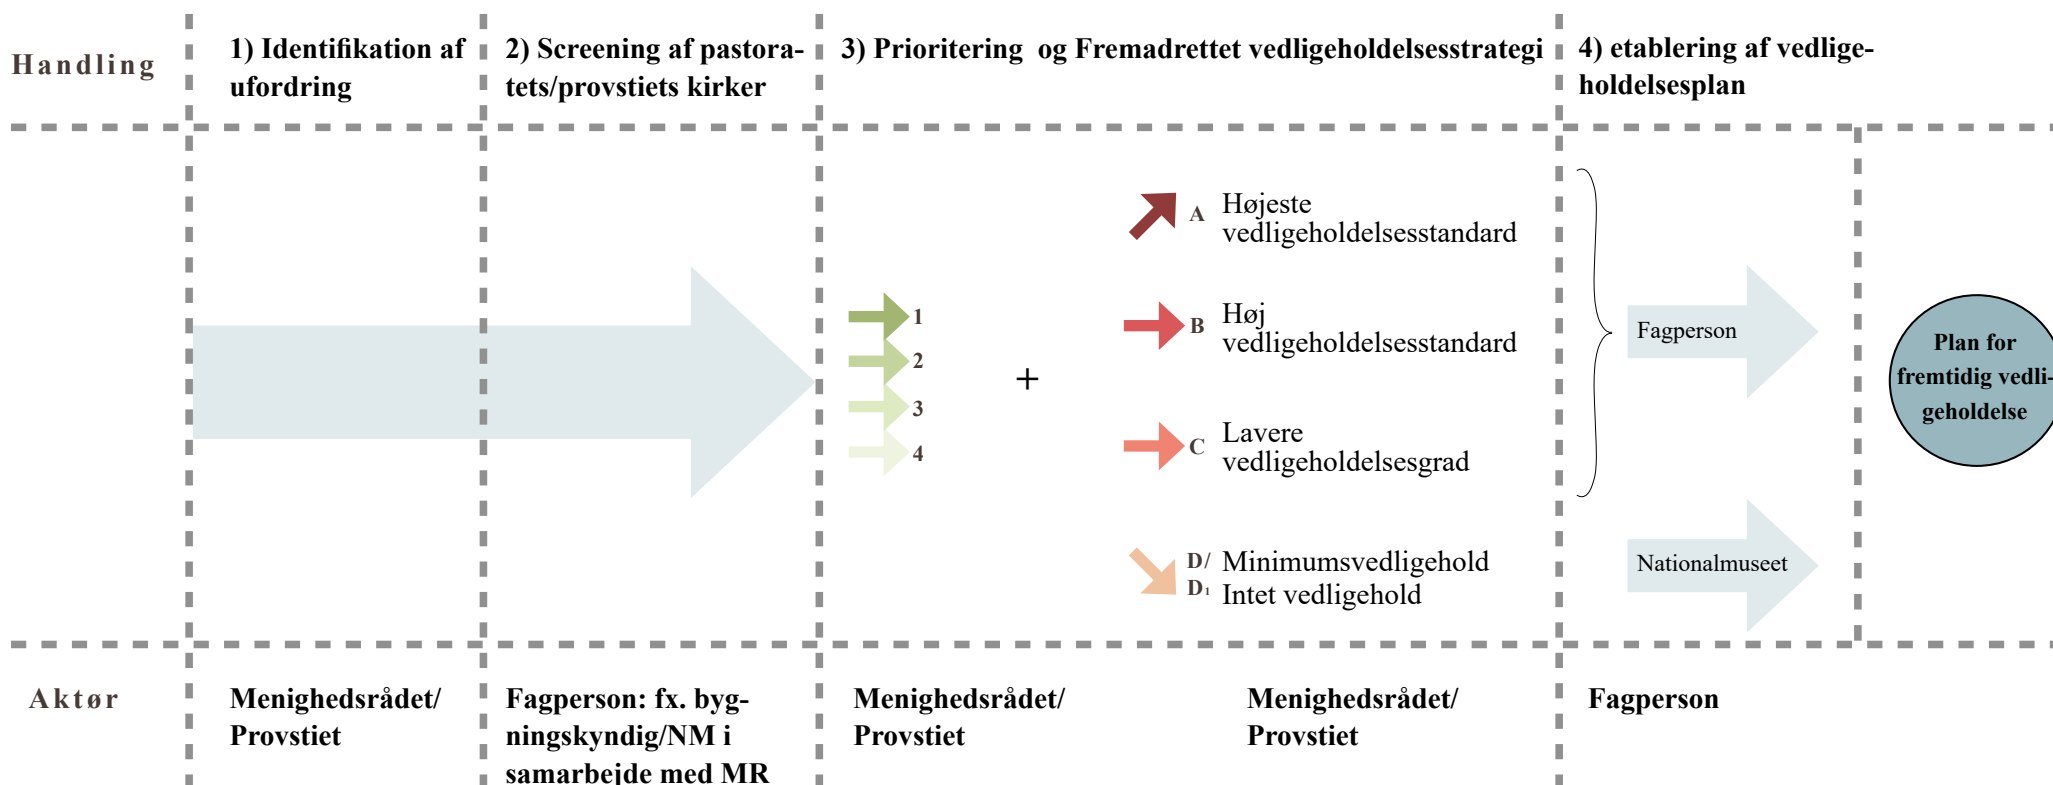 Handling
1) Identifikation af
ufordring
2) Screening af pastora-
tets/provstiets kirker
3) Prioritering og Fremadrettet vedligeholdelsesstrategi
4) etablering af vedlige-
holdelsesplan
1
2
3
4
+
A Højeste
vedligeholdelsesstandard
B Høj
vedligeholdelsesstandard
C Lavere
vedligeholdelsesgrad
D/ Minimumsvedligehold
D1 Intet vedligehold
Fagperson
Nationalmuseet
Plan for
fremtidig vedli-
geholdelse
Aktør
Menighedsrådet/
Provstiet
Fagperson: fx. byg-
ningskyndig/NM i
samarbejde med MR
Menighedsrådet/
Provstiet
Menighedsrådet/
Provstiet
Fagperson